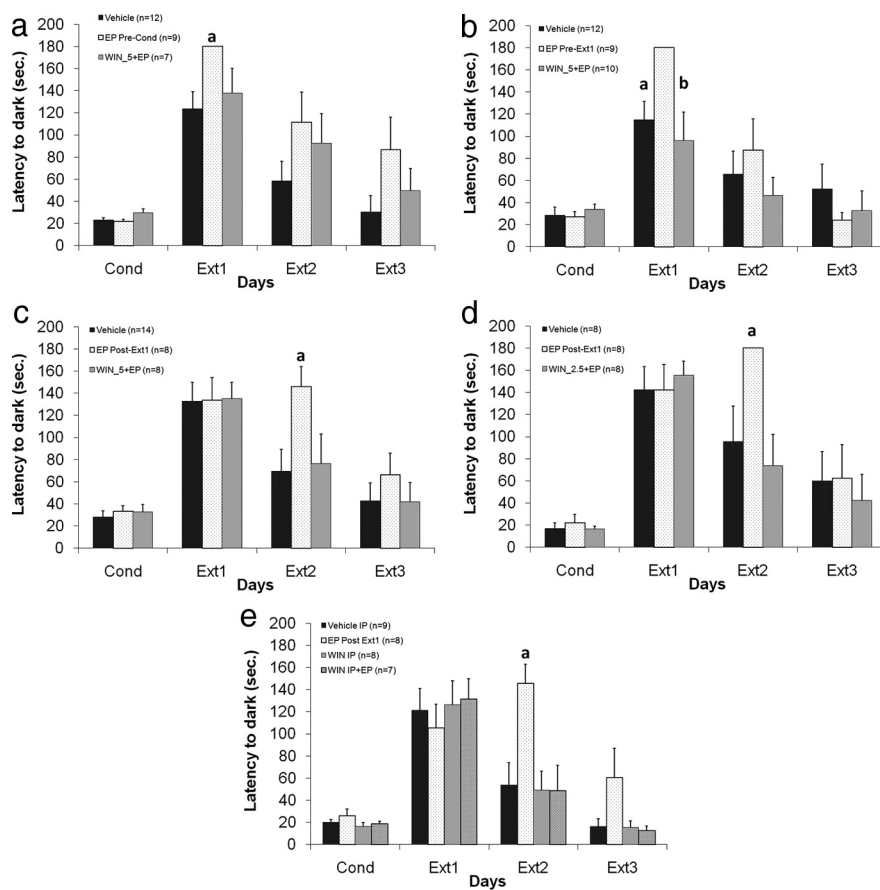 a
Latency to dark (sec.)
200
180
160
140
120
100
80
60
40
20
0
Vehicle (n=12)
EP Pre-Cond (n=9)
WIN_5+EP (n=7)
a
Cond Ext1 Ext2 Ext3
Days
b
Latency to dark (sec.)
200
180
160
140
120
100
80
60
40
20
0
Vehicle (n=12)
EP Pre-Ext1 (n=9)
WIN_5+EP (n=10)
a b
Cond Ext1 Ext2 Ext3
Days
c
Latency to dark (sec.)
200
180
160
140
120
100
80
60
40
20
0
Vehicle (n=14)
EP Post-Ext1 (n=8)
WIN_5+EP (n=8)
a
Cond Ext1 Ext2 Ext3
Days
d
Latency to dark (sec.)
200
180
160
140
120
100
80
60
40
20
0
Vehicle (n=8)
EP Post-Ext1 (n=8)
WIN_2.5+EP (n=8)
a
Cond Ext1 Ext2 Ext3
Days
e
Latency to dark (sec.)
200
180
160
140
120
100
80
60
40
20
0
Vehicle IP (n=9)
EP Post Ext1 (n=8)
WIN IP (n=8)
WIN IP+EP (n=7)
a
Cond Ext1 Ext2 Ext3
Days